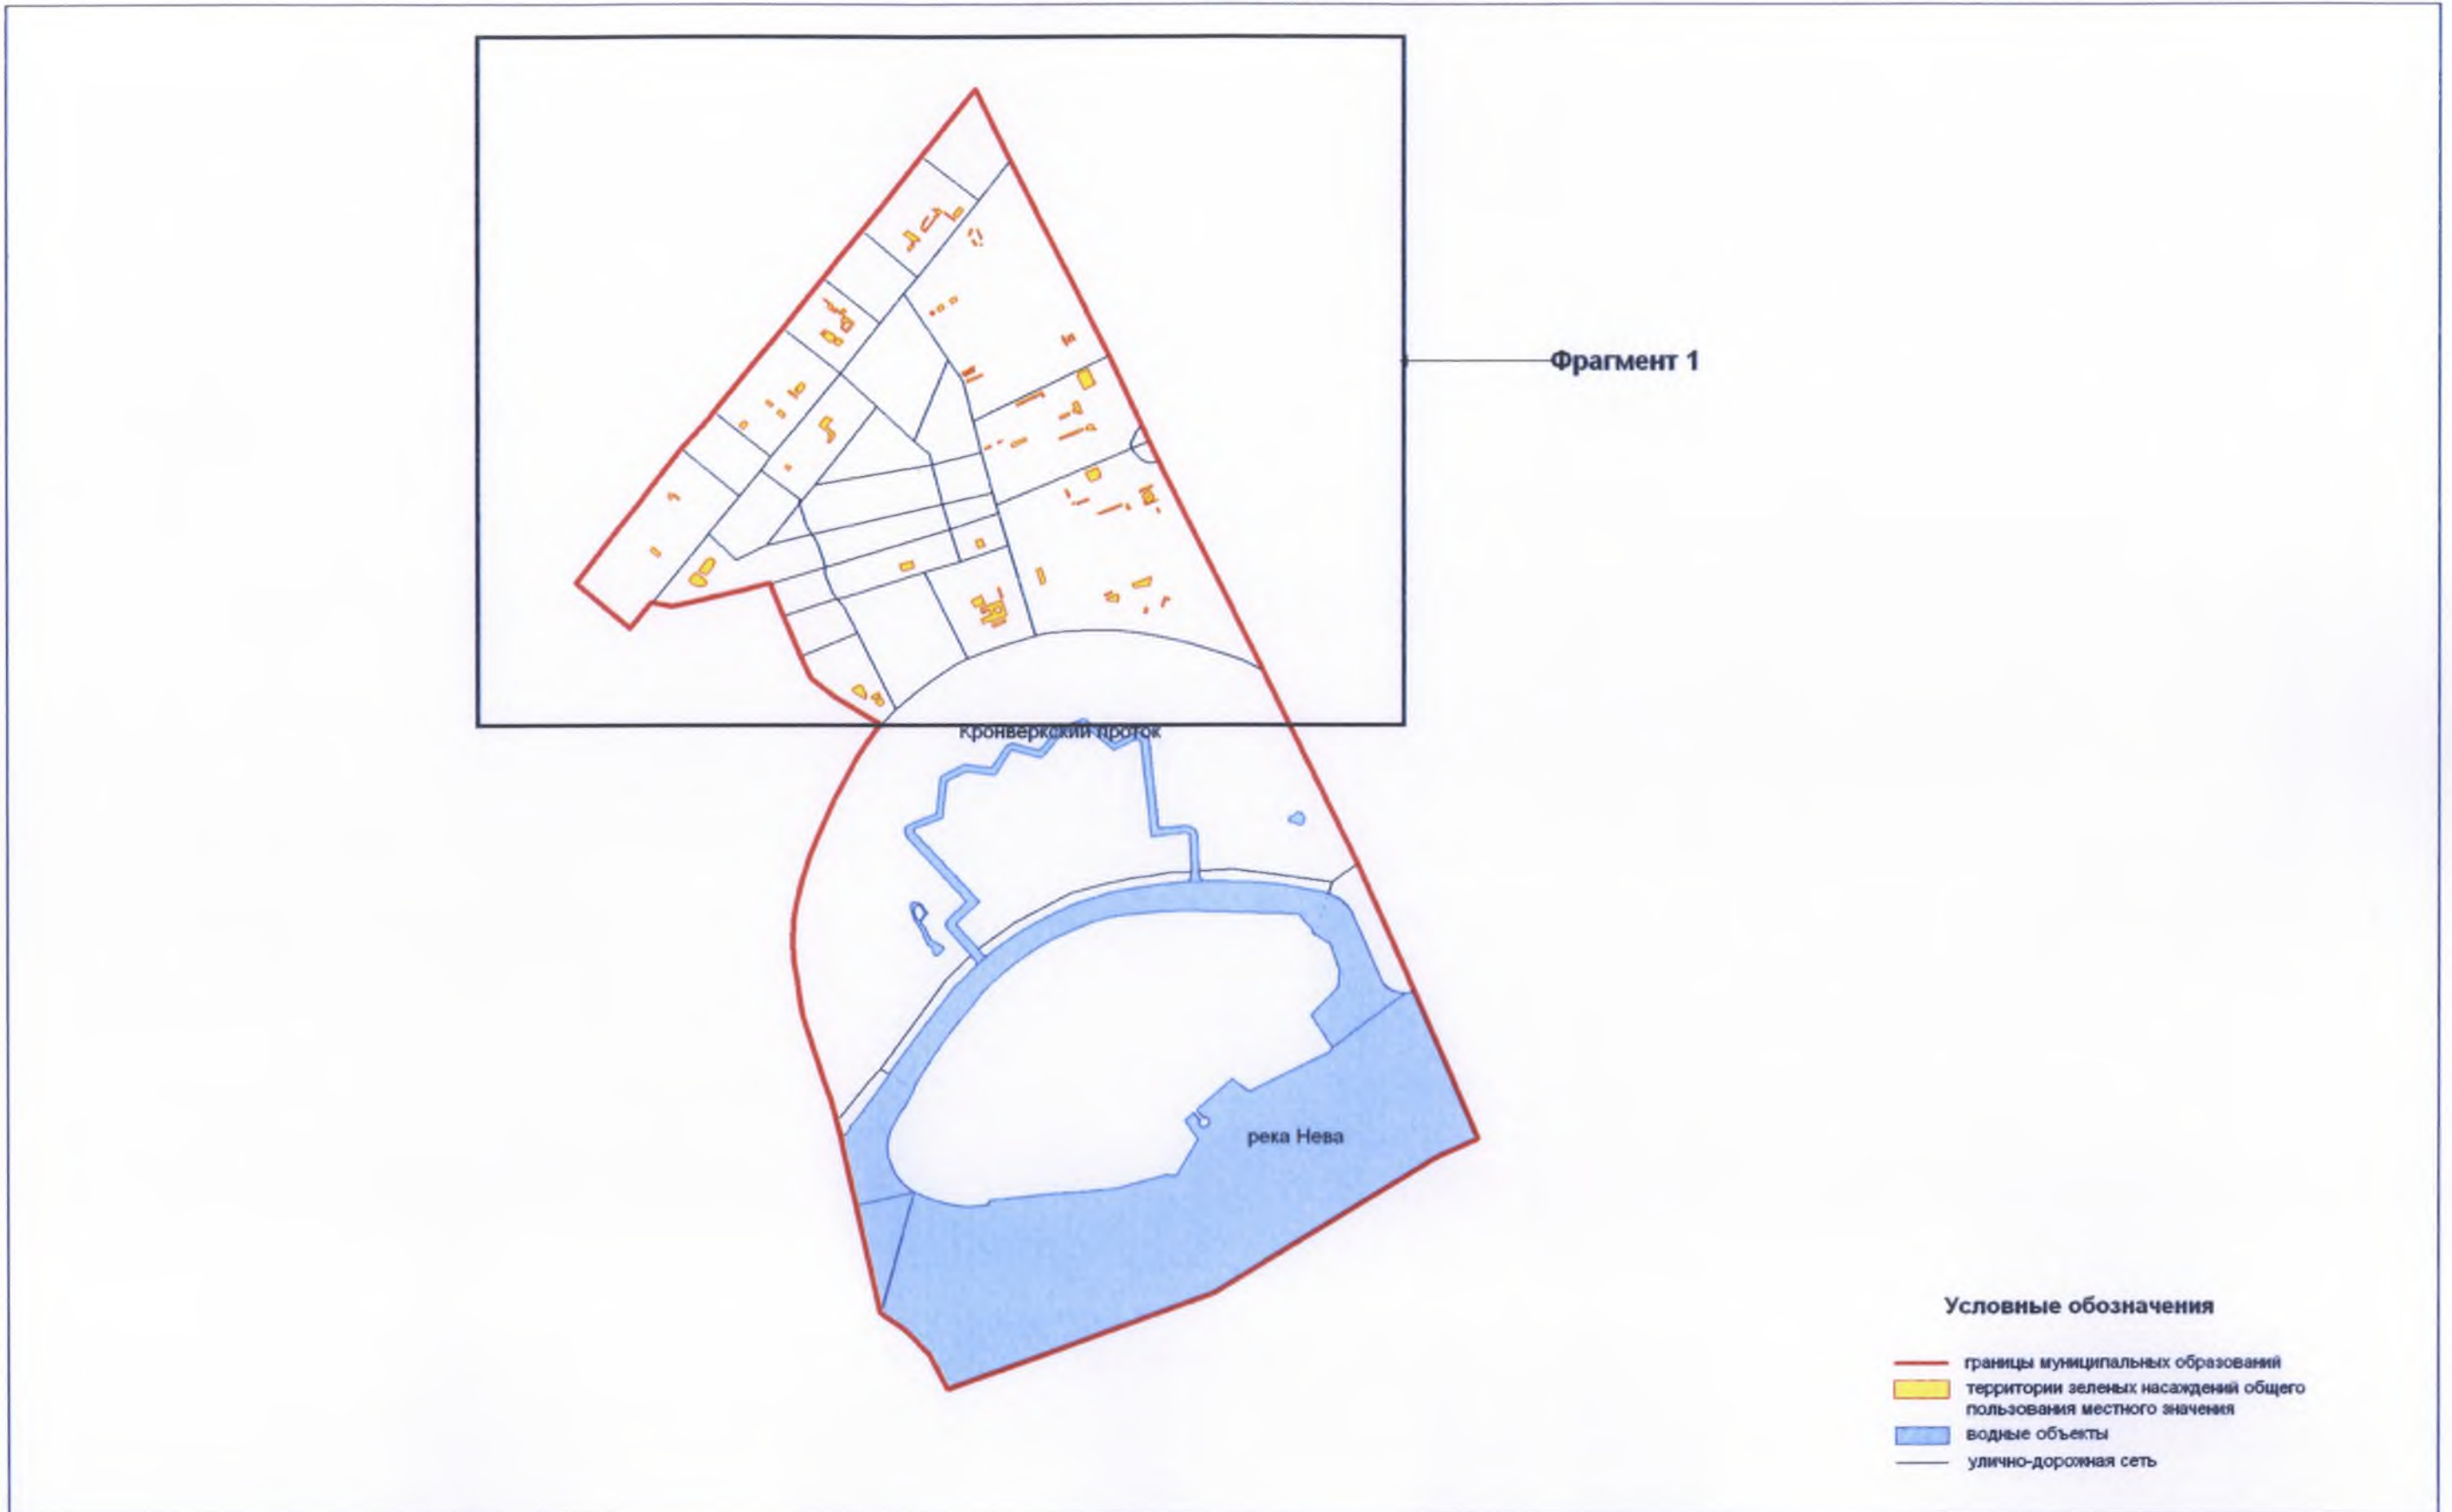 Фрагмент 1
Кронверкский проток
река Нева
Условные обозначения
границы муниципальных образований
территории зеленых насаждений общего
пользования местного значения
водные объекты
улично-дорожная сеть